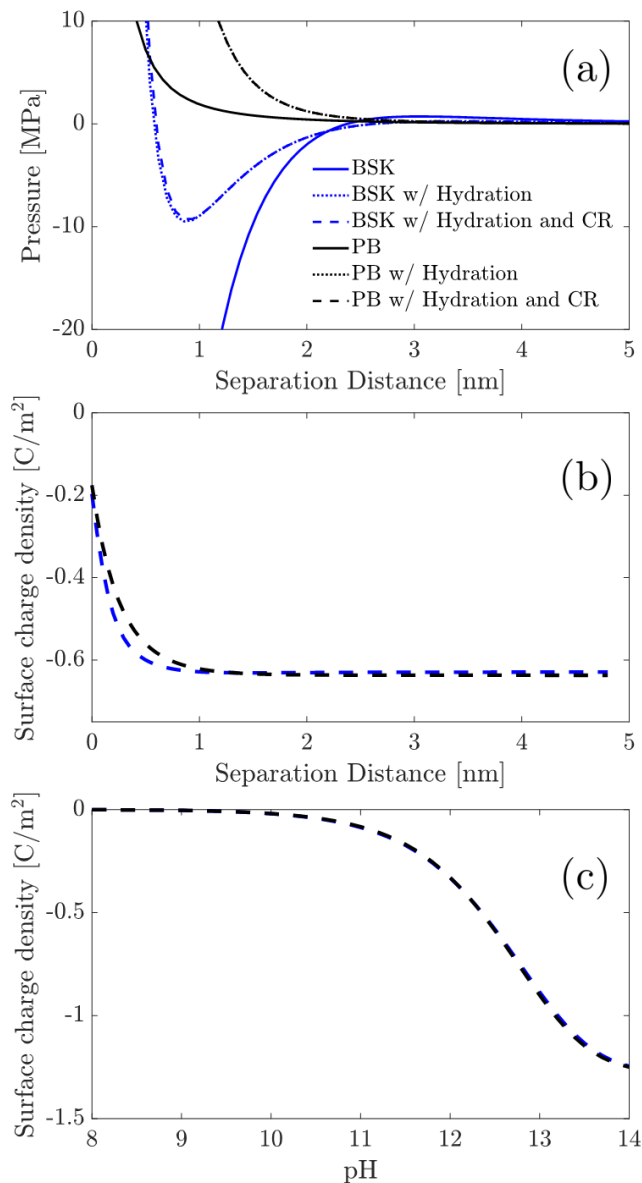 10
0
-10
-20
Pressure [MPa]
(a)
BSK
BSK w/ Hydration
BSK w/ Hydration and CR
PB
PB w/ Hydration
PB w/ Hydration and CR
0 1 2 3 4 5
Separation Distance [nm]
0
-0.2
-0.4
-0.6
Surface charge density [C/m²]
(b)
0 1 2 3 4 5
Separation Distance [nm]
0
-0.5
-1
-1.5
Surface charge density [C/m²]
(c)
8 9 10 11 12 13 14
pH